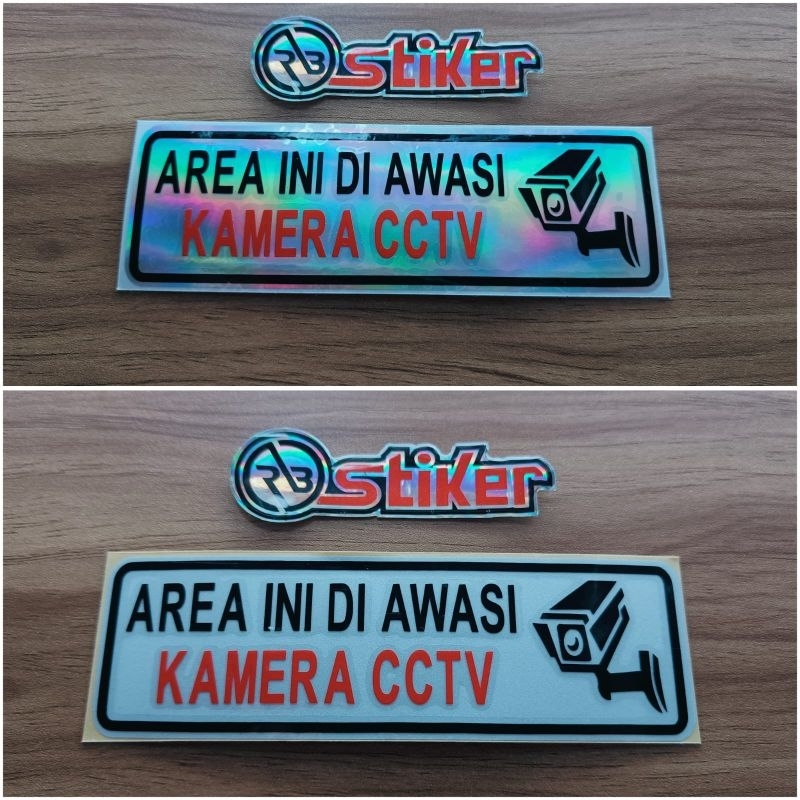 RB stiker
AREA INI DI AWASI
KAMERA CCTV
RB stiker
AREA INI DI AWASI
KAMERA CCTV